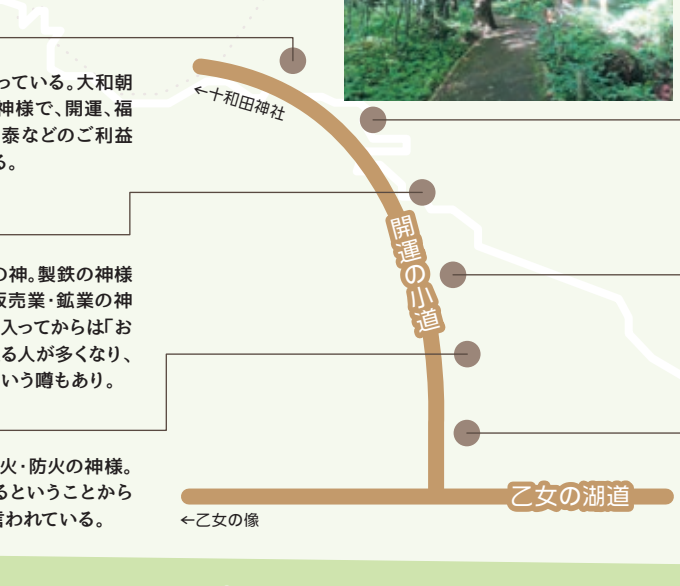 っている。大和朝
神様で、開運、福
泰などのご利益
る。
の神。製鉄の神様
販売業・鉱業の神
入ってからは「お
る人が多くなり、
いう噂もあり。
火・防火の神様。
るということから
言われている。
←十和田神社
開運の小道
乙女の湖道
←乙女の像